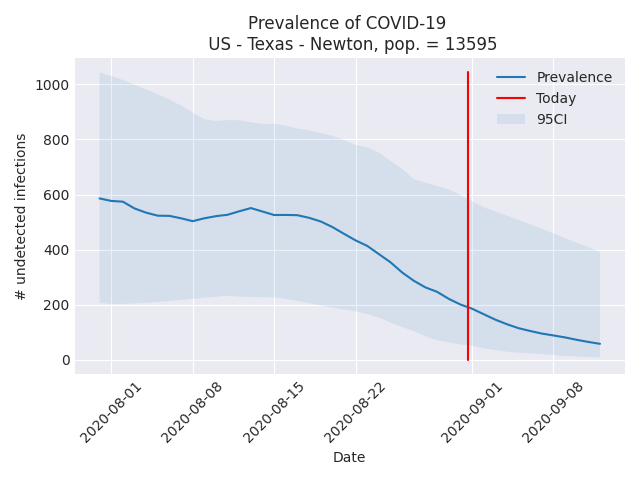 Prevalence of COVID-19
US - Texas - Newton, pop. = 13595
Prevalence
Today
95CI
# undetected infections
1000
800
600
400
200
0
2020-08-01
2020-08-08
2020-08-15
2020-08-22
2020-09-01
2020-09-08
Date